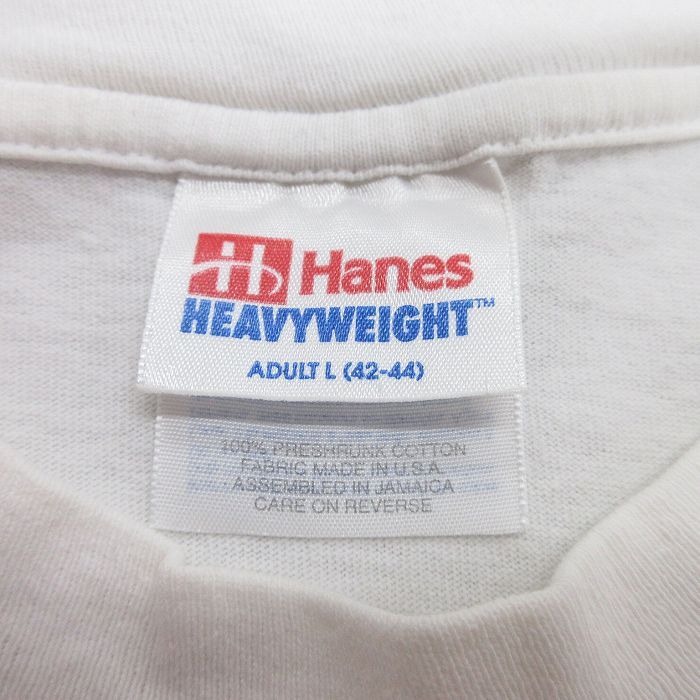 H Hanes
HEAVYWEIGHT™
ADULT L (42-44)
100% PRESHRUNK COTTON
FABRIC MADE IN U.S.A.
ASSEMBLED IN JAMAICA
CARE ON REVERSE